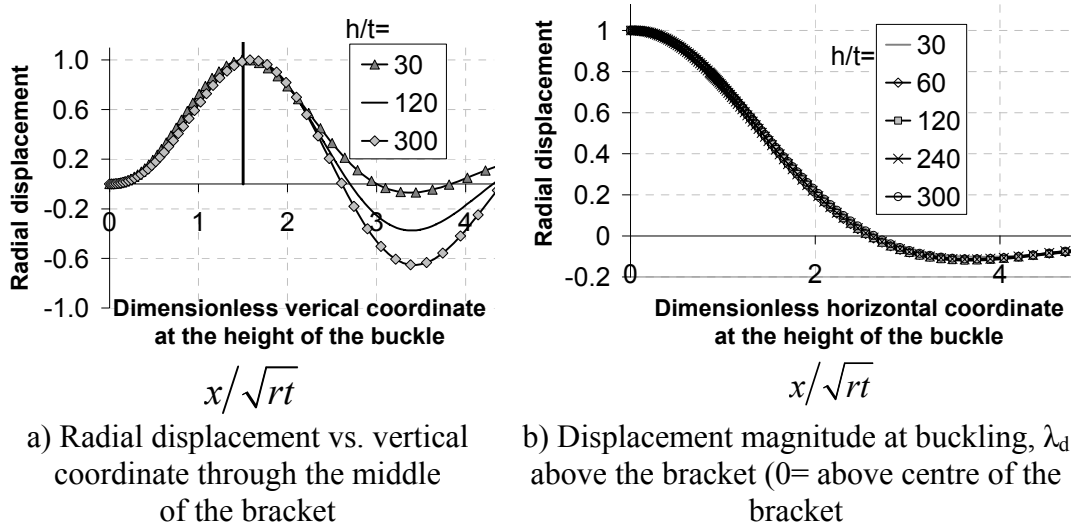 h/t=
30
120
300
1.0
0.6
0.2
-0.2
-0.6
-1.0
0
1
2
3
4
Radial displacement
Dimensionless verical coordinate
at the height of the buckle
x/√rt
a) Radial displacement vs. vertical
coordinate through the middle
of the bracket
h/t=
30
60
120
240
300
1
0.8
0.6
0.4
0.2
0
-0.2
0
2
4
Radial displacement
Dimensionless horizontal coordinate
at the height of the buckle
x/√rt
b) Displacement magnitude at buckling, λd
above the bracket (0= above centre of the
bracket